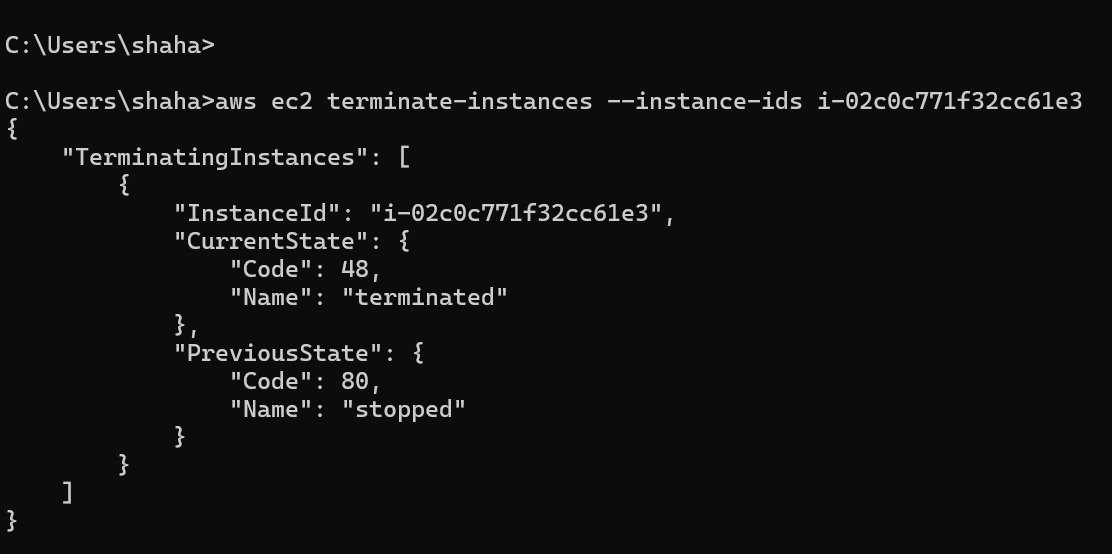 C:\Users\shaha>
C:\Users\shaha>aws ec2 terminate-instances --instance-ids i-02c0c771f32cc61e3
{
    "TerminatingInstances": [
        {
            "InstanceId": "i-02c0c771f32cc61e3",
            "CurrentState": {
                "Code": 48,
                "Name": "terminated"
            },
            "PreviousState": {
                "Code": 80,
                "Name": "stopped"
            }
        }
    ]
}